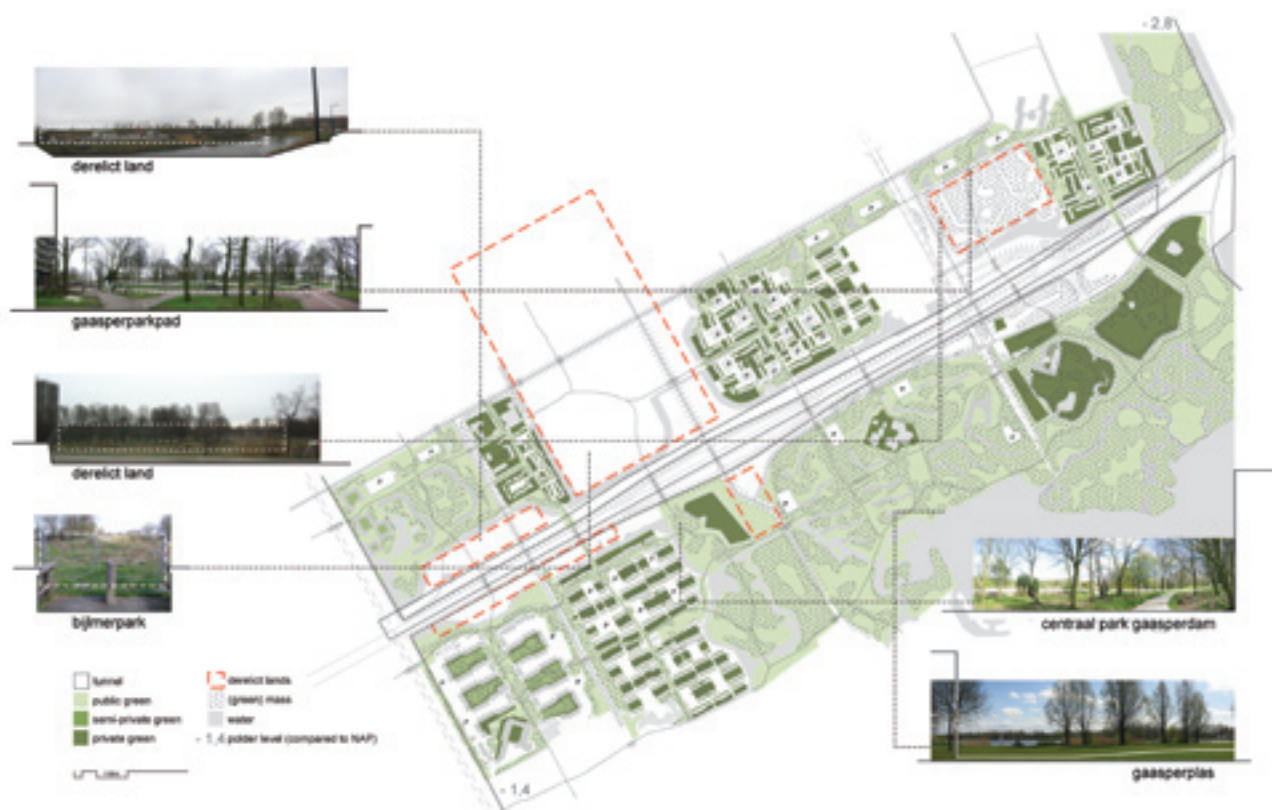 - 2,8
derelict land
gaasperparkpad
derelict land
bijlmerpark
centraal park gaasperdam
gaasperplas
tunnel
public green
semi-private green
private green
derelict lands
(green) mass
water
- 1,4 polder level (compared to NAP)
- 1,4